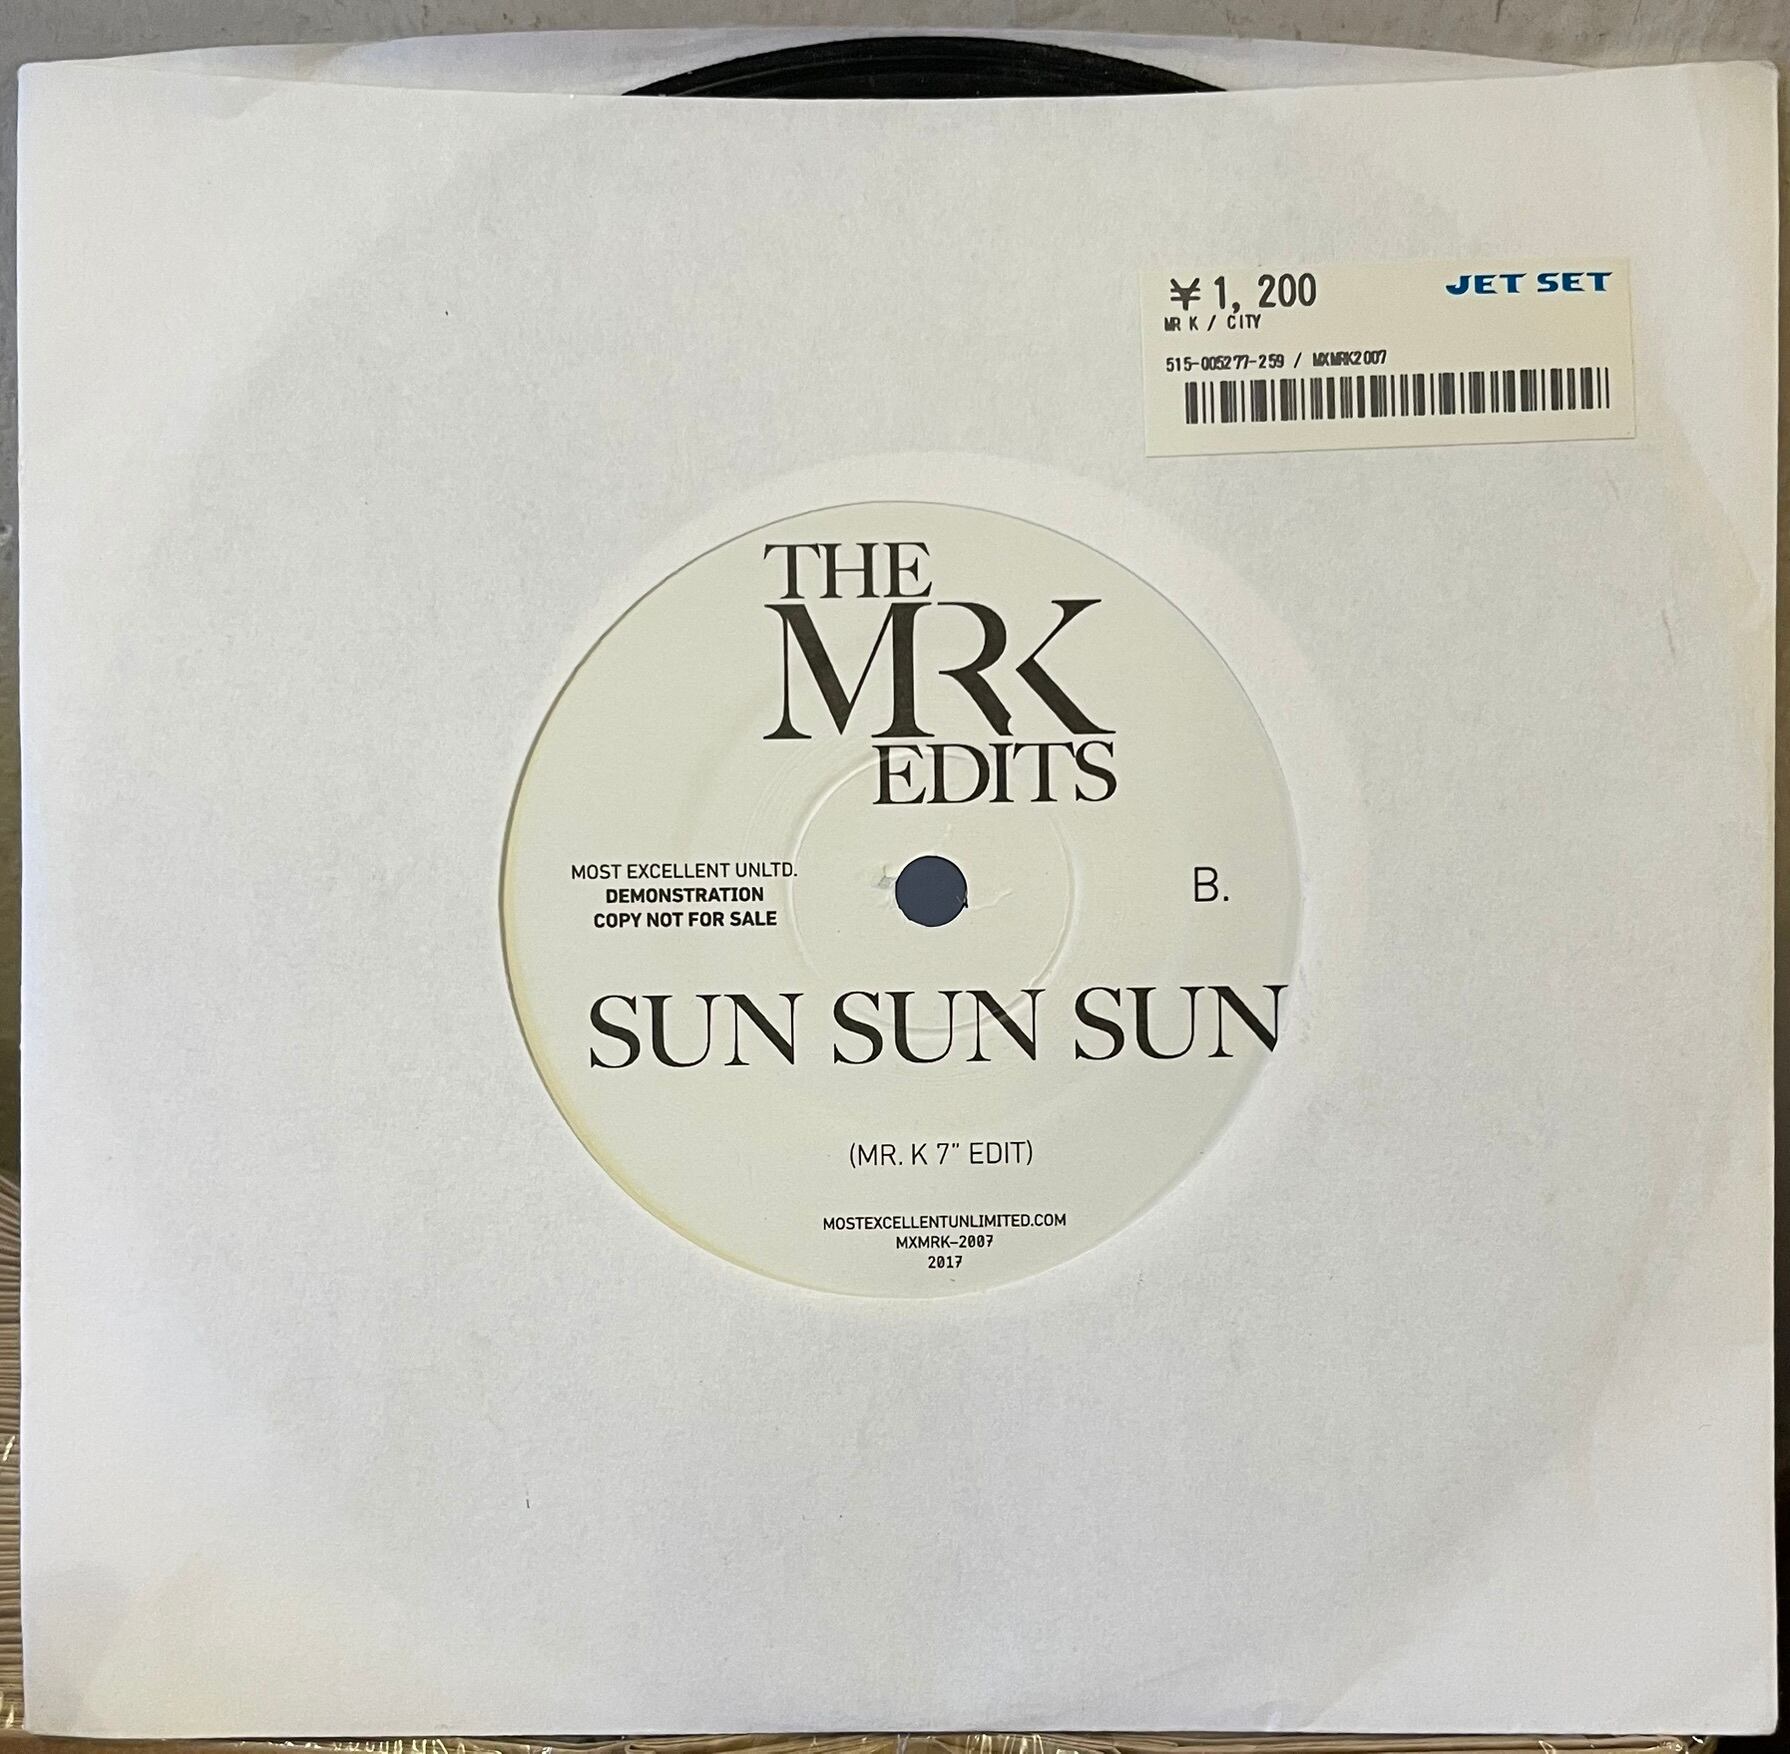 ¥1,200 JET SET
MR K / CITY
515-005277-259 / MXMRK2007
THE
MRK
EDITS
MOST EXCELLENT UNLTD.
DEMONSTRATION
COPY NOT FOR SALE
B.
SUN SUN SUN
(MR. K 7" EDIT)
MOSTEXCELLENTUNLIMITED.COM
MXMRK-2007
2017